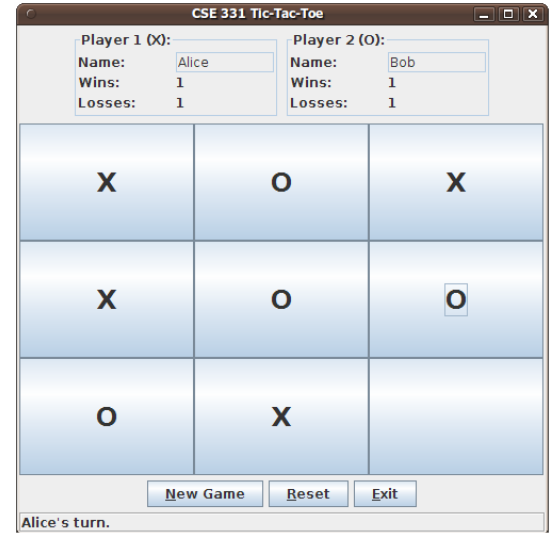 CSE 331 Tic-Tac-Toe
Player 1 (X): Player 2 (O):
Name: Alice Name: Bob
Wins: 1 Wins: 1
Losses: 1 Losses: 1
X O X
X O O
O X
New Game Reset Exit
Alice's turn.